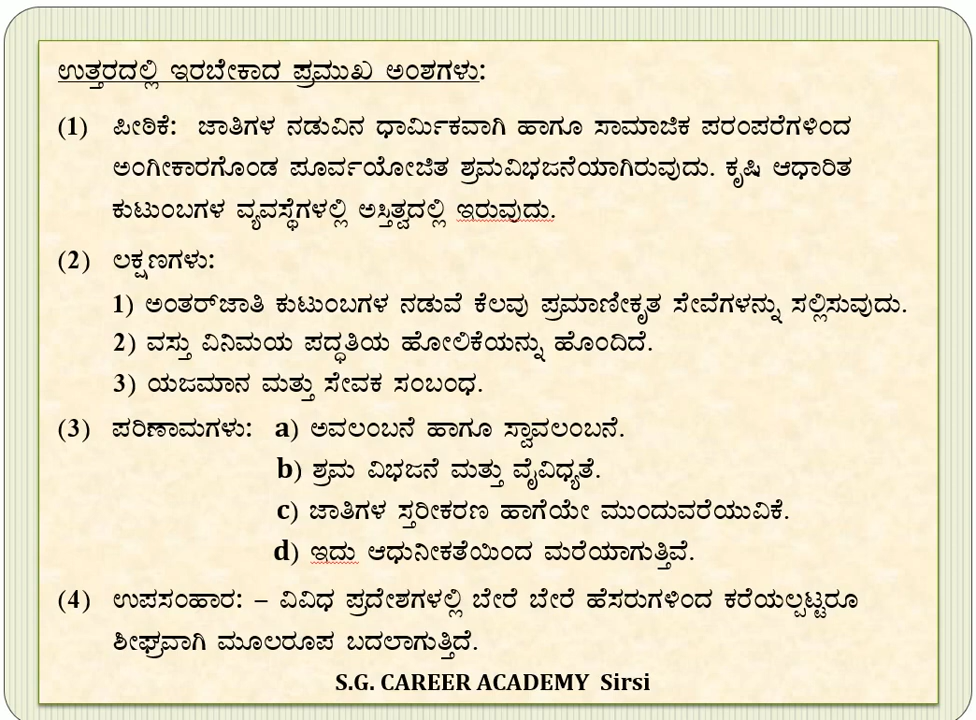 ಉತ್ತರದಲ್ಲಿ ಇರಬೇಕಾದ ಪ್ರಮುಖ ಅಂಶಗಳು:
(1) ಪೀಠಿಕೆ: ಜಾತಿಗಳ ನಡುವಿನ ಧಾರ್ಮಿಕವಾಗಿ ಹಾಗೂ ಸಾಮಾಜಿಕ ಪರಂಪರೆಗಳಿಂದ
ಅಂಗೀಕಾರಗೊಂಡ ಪೂರ್ವಯೋಜಿತ ಶ್ರಮವಿಭಜನೆಯಾಗಿರುವುದು. ಕೃಷಿ ಆಧಾರಿತ
ಕುಟುಂಬಗಳ ವ್ಯವಸ್ಥೆಗಳಲ್ಲಿ ಅಸ್ತಿತ್ವದಲ್ಲಿ ಇರುವುದು.
(2) ಲಕ್ಷಣಗಳು:
1) ಅಂತರ್‌ಜಾತಿ ಕುಟುಂಬಗಳ ನಡುವೆ ಕೆಲವು ಪ್ರಮಾಣೀಕೃತ ಸೇವೆಗಳನ್ನು ಸಲ್ಲಿಸುವುದು.
2) ವಸ್ತು ವಿನಿಮಯ ಪದ್ಧತಿಯ ಹೋಲಿಕೆಯನ್ನು ಹೊಂದಿದೆ.
3) ಯಜಮಾನ ಮತ್ತು ಸೇವಕ ಸಂಬಂಧ.
(3) ಪರಿಣಾಮಗಳು: a) ಅವಲಂಬನೆ ಹಾಗೂ ಸ್ವಾವಲಂಬನೆ.
b) ಶ್ರಮ ವಿಭಜನೆ ಮತ್ತು ವೈವಿಧ್ಯತೆ.
c) ಜಾತಿಗಳ ಸ್ತರೀಕರಣ ಹಾಗೆಯೇ ಮುಂದುವರೆಯುವಿಕೆ.
d) ಇದು ಆಧುನೀಕತೆಯಿಂದ ಮರೆಯಾಗುತ್ತಿವೆ.
(4) ಉಪಸಂಹಾರ: – ವಿವಿಧ ಪ್ರದೇಶಗಳಲ್ಲಿ ಬೇರೆ ಬೇರೆ ಹೆಸರುಗಳಿಂದ ಕರೆಯಲ್ಪಟ್ಟರೂ
ಶೀಘ್ರವಾಗಿ ಮೂಲರೂಪ ಬದಲಾಗುತ್ತಿದೆ.
S.G. CAREER ACADEMY Sirsi